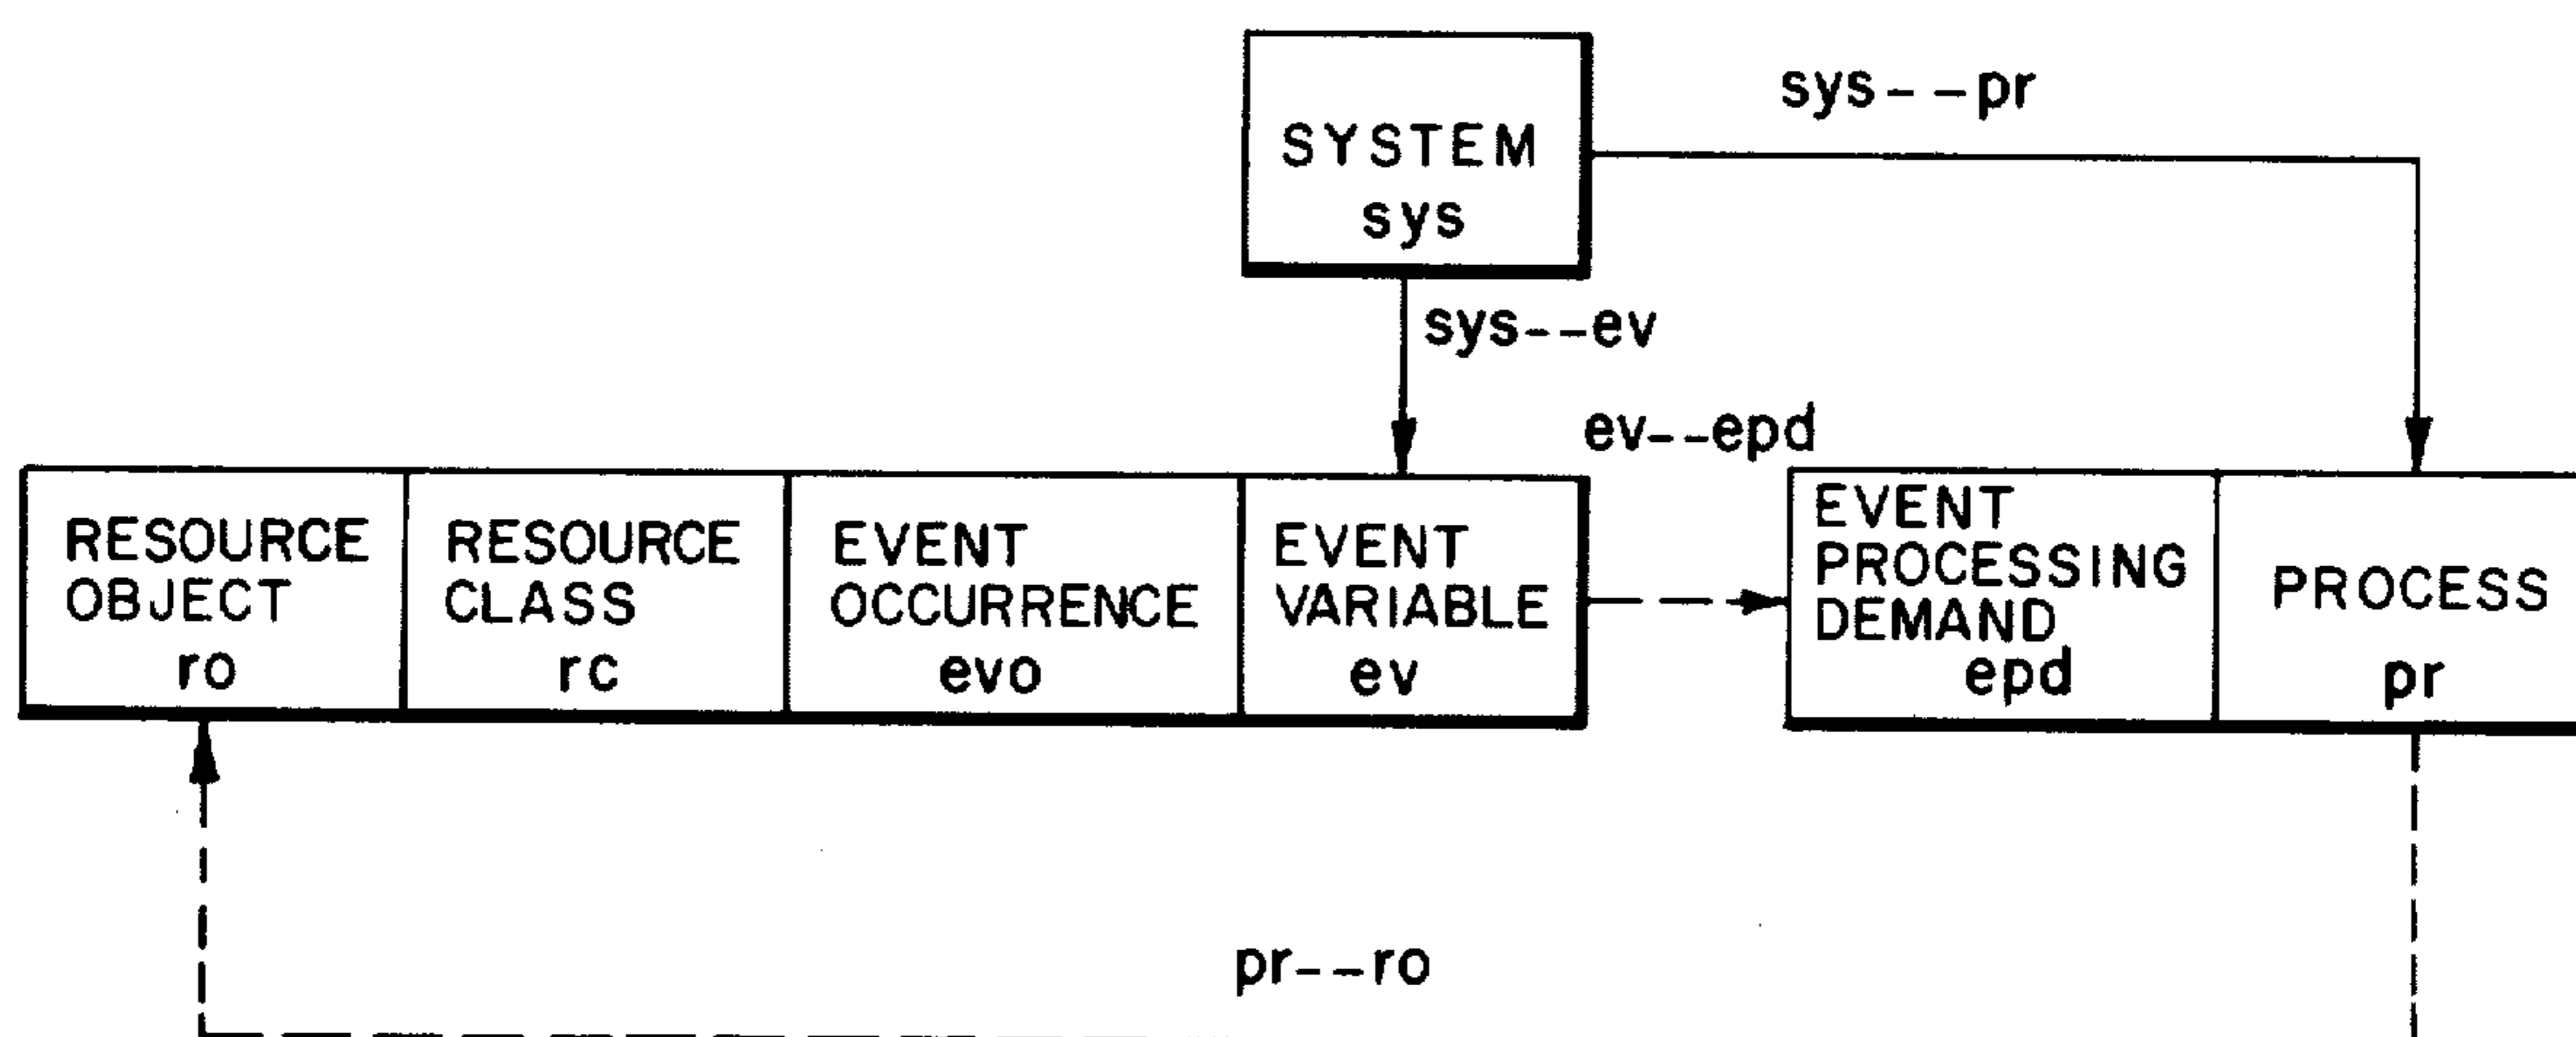 sys--pr
SYSTEM
sys
sys--ev
ev--epd
RESOURCE
OBJECT
ro
RESOURCE
CLASS
rc
EVENT
OCCURRENCE
evo
EVENT
VARIABLE
ev
EVENT
PROCESSING
DEMAND
epd
PROCESS
pr
pr--ro